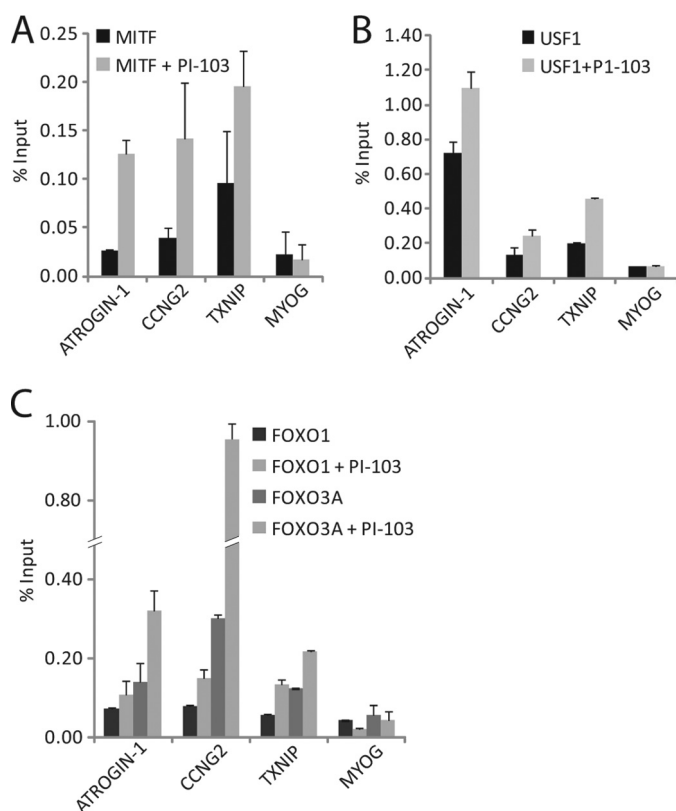 A
MITF
MITF + PI-103
% Input
0.25
0.20
0.15
0.10
0.05
0.00
ATROGIN-1
CCNG2
TXNIP
MYOG
B
USF1
USF1+P1-103
% Input
1.40
1.20
1.00
0.80
0.60
0.40
0.20
0.00
ATROGIN-1
CCNG2
TXNIP
MYOG
C
FOXO1
FOXO1 + PI-103
FOXO3A
FOXO3A + PI-103
% Input
1.00
0.80
0.40
0.20
0.00
ATROGIN-1
CCNG2
TXNIP
MYOG